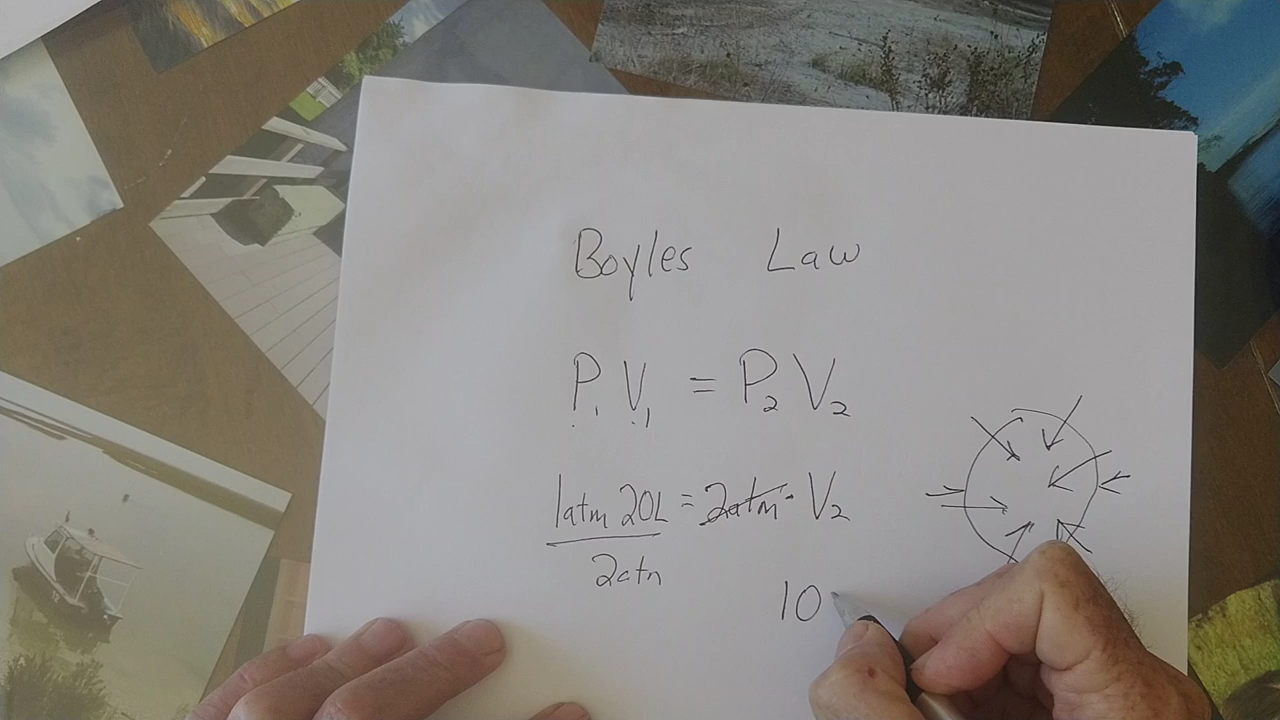 Boyles Law
P₁ V₁ = P₂ V₂
1atm 20L = 2atm · V₂
2atm
10